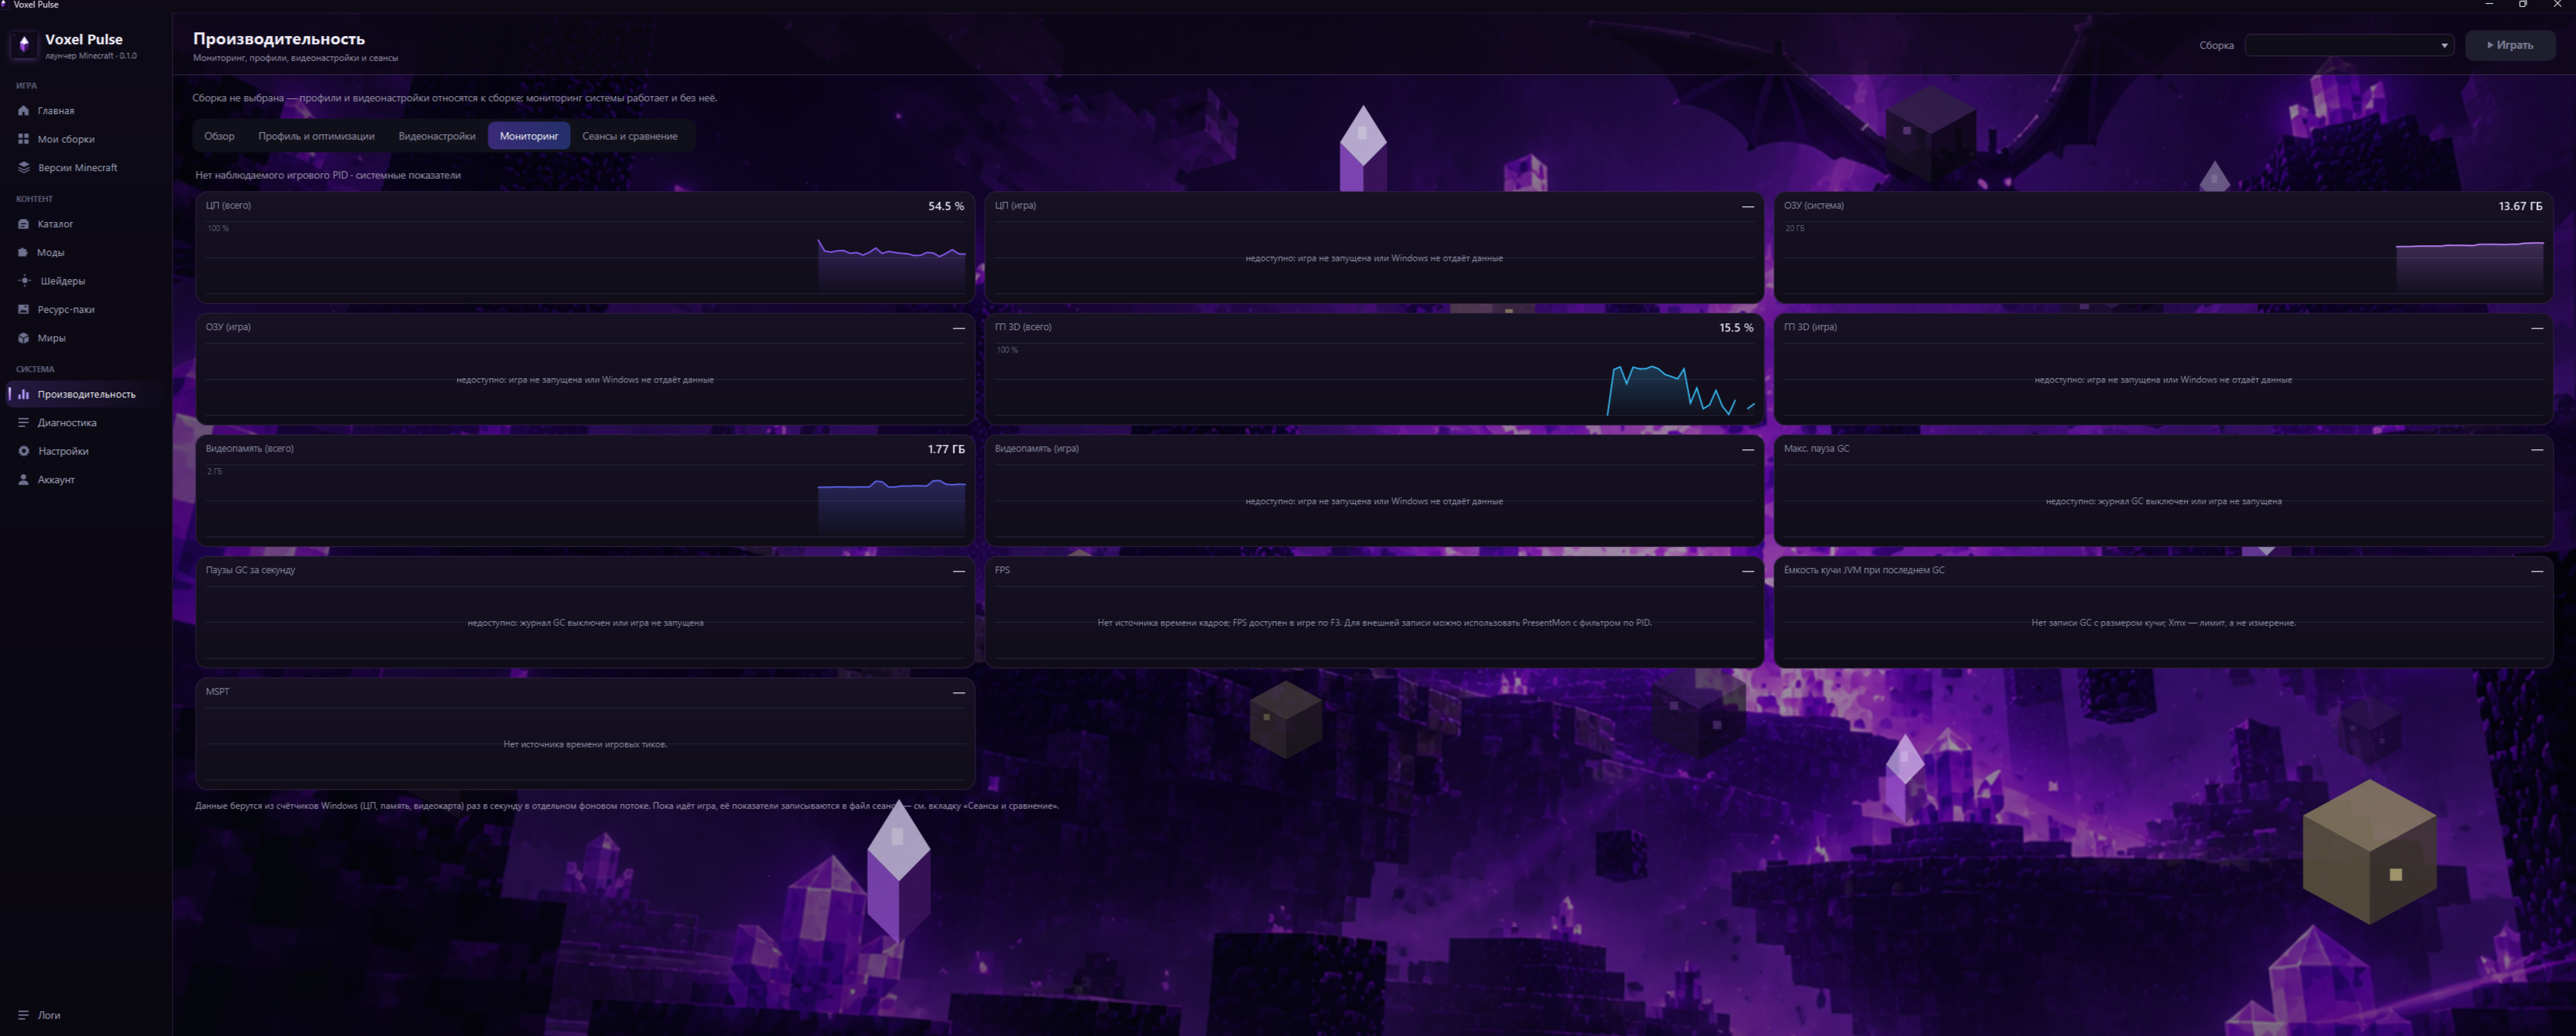 Voxel Pulse
Voxel Pulse
лаунчер Minecraft · 0.1.0
ИГРА
Главная
Мои сборки
Версии Minecraft
КОНТЕНТ
Каталог
Моды
Шейдеры
Ресурс-паки
Миры
СИСТЕМА
Производительность
Диагностика
Настройки
Аккаунт
Логи
Производительность
Мониторинг, профили, видеонастройки и сеансы
Сборка
Играть
Сборка не выбрана — профили и видеонастройки относятся к сборке; мониторинг системы работает и без неё.
Обзор Профиль и оптимизации Видеонастройки Мониторинг Сеансы и сравнение
Нет наблюдаемого игрового PID · системные показатели
ЦП (всего) 54.5 %
100 %
ЦП (игра) —
недоступно: игра не запущена или Windows не отдаёт данные
ОЗУ (система) 13.67 ГБ
20 ГБ
ОЗУ (игра) —
недоступно: игра не запущена или Windows не отдаёт данные
ГП 3D (всего) 15.5 %
100 %
ГП 3D (игра) —
недоступно: игра не запущена или Windows не отдаёт данные
Видеопамять (всего) 1.77 ГБ
2 ГБ
Видеопамять (игра) —
недоступно: игра не запущена или Windows не отдаёт данные
Макс. пауза GC —
недоступно: журнал GC выключен или игра не запущена
Паузы GC за секунду —
недоступно: журнал GC выключен или игра не запущена
FPS —
Нет источника времени кадров; FPS доступен в игре по F3. Для внешней записи можно использовать PresentMon с фильтром по PID.
Ёмкость кучи JVM при последнем GC —
Нет записи GC с размером кучи; Xmx — лимит, а не измерение.
MSPT —
Нет источника времени игровых тиков.
Данные берутся из счётчиков Windows (ЦП, память, видеокарта) раз в секунду в отдельном фоновом потоке. Пока идёт игра, её показатели записываются в файл сеанса — см. вкладку «Сеансы и сравнение».